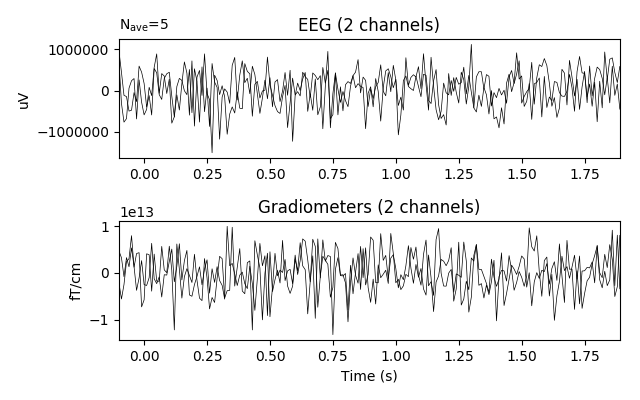 N_ave=5
EEG (2 channels)
1000000
0
−1000000
uV
0.00 0.25 0.50 0.75 1.00 1.25 1.50 1.75
1e13
Gradiometers (2 channels)
1
0
−1
fT/cm
0.00 0.25 0.50 0.75 1.00 1.25 1.50 1.75
Time (s)